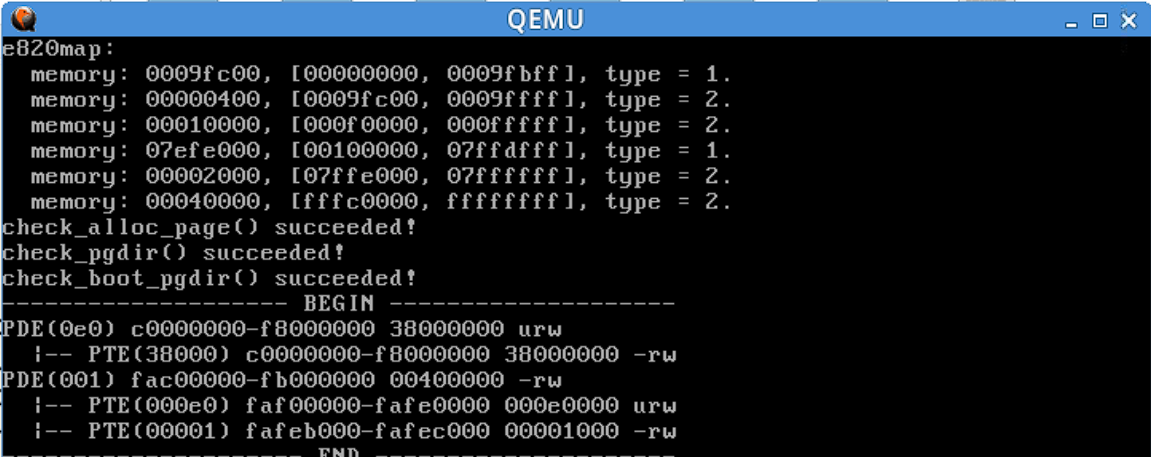 QEMU
e820map:
  memory: 0009fc00, [00000000, 0009fbff], type = 1.
  memory: 00000400, [0009fc00, 0009ffff], type = 2.
  memory: 00010000, [000f0000, 000fffff], type = 2.
  memory: 07efe000, [00100000, 07ffdfff], type = 1.
  memory: 00002000, [07ffe000, 07ffffff], type = 2.
  memory: 00040000, [fffc0000, ffffffff], type = 2.
check_alloc_page() succeeded!
check_pgdir() succeeded!
check_boot_pgdir() succeeded!
-------------------- BEGIN --------------------
PDE(0e0) c0000000-f8000000 38000000 urw
  |-- PTE(38000) c0000000-f8000000 38000000 -rw
PDE(001) fac00000-fb000000 00400000 -rw
  |-- PTE(000e0) faf00000-fafe0000 000e0000 urw
  |-- PTE(00001) fafeb000-fafec000 00001000 -rw
--------------------- END ---------------------